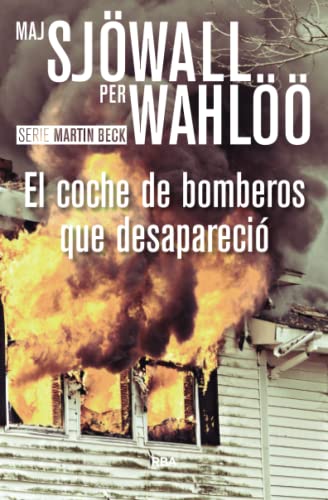 MAJ
SJÖWALL
PER
WAHLÖÖ
SERIE MARTIN BECK
El coche de bomberos
que desapareció
RBA